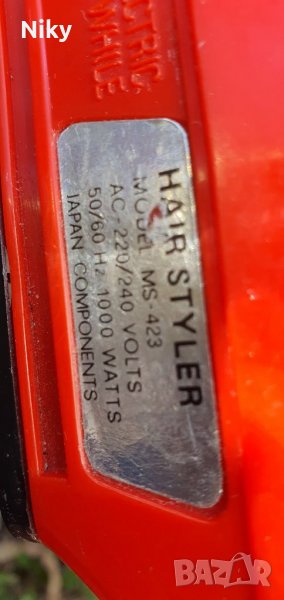 Niky
ELECTRIC
WHALE
HAIR STYLER
MODEL MS-423
AC-220/240 VOLTS
50/60 Hz 1000 WATTS
JAPAN COMPONENTS
BAZAR